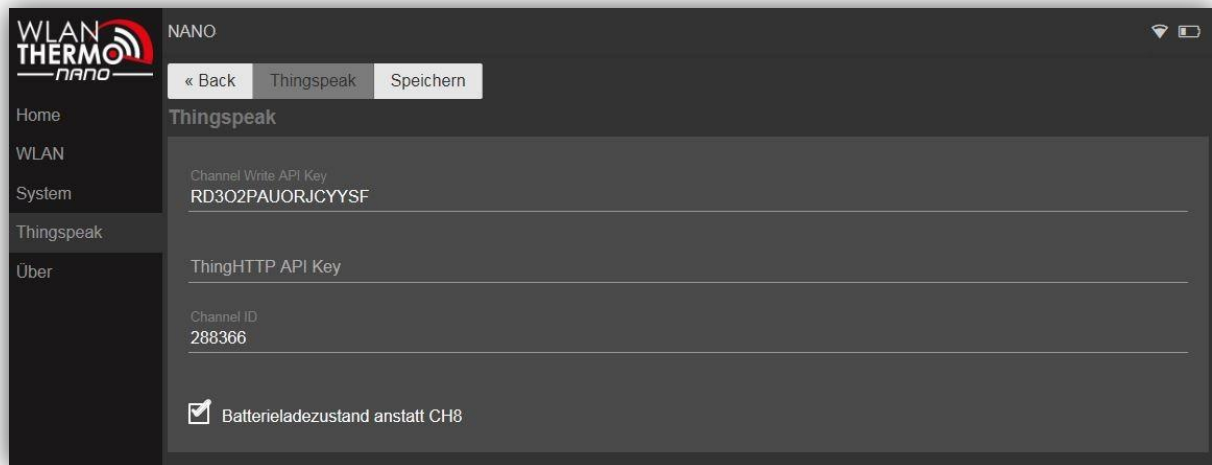 WLAN
THERMO
nano
NANO
« Back
Thingspeak
Speichern
Home
WLAN
System
Thingspeak
Über
Thingspeak
Channel Write API Key
RD3O2PAUORJCYYSF
ThingHTTP API Key
Channel ID
288366
Batterieladezustand anstatt CH8